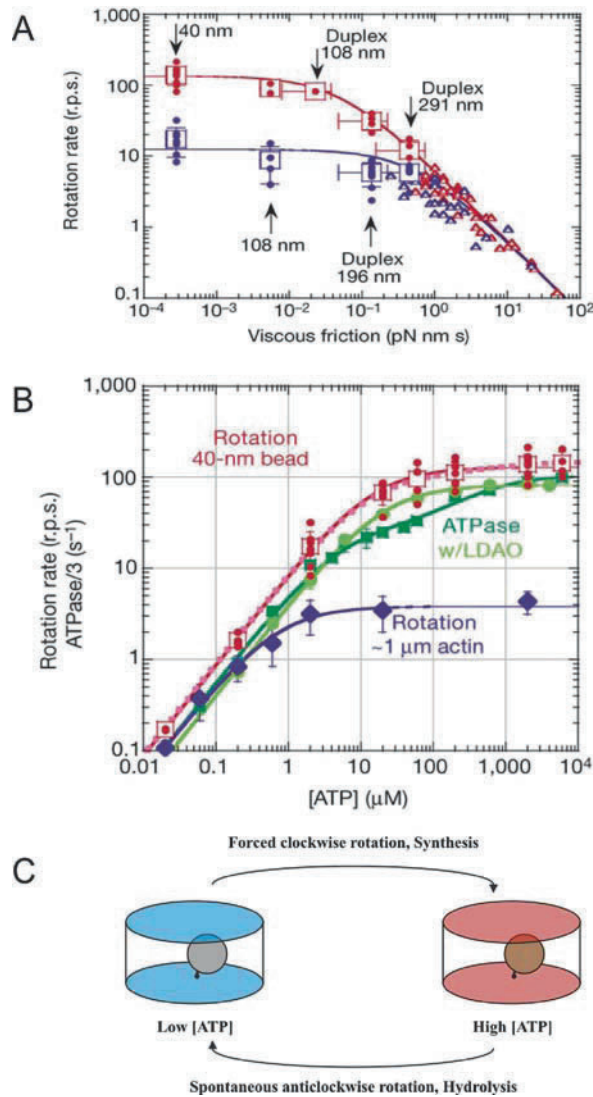 A
1,000
100
10
1
0.1
Rotation rate (r.p.s.)
40 nm
Duplex
108 nm
Duplex
291 nm
108 nm
Duplex
196 nm
10⁻⁴
10⁻³
10⁻²
10⁻¹
10⁰
10¹
10²
Viscous friction (pN nm s)
B
1,000
100
10
1
0.1
Rotation rate (r.p.s.)
ATPase/3 (s⁻¹)
Rotation
40-nm bead
ATPase
w/LDAO
Rotation
~1 μm actin
0.01
0.1
1
10
100
1,000
10⁴
[ATP] (μM)
C
Forced clockwise rotation, Synthesis
Low [ATP]
High [ATP]
Spontaneous anticlockwise rotation, Hydrolysis